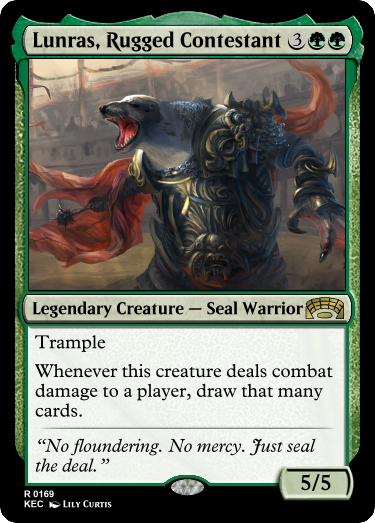 Lunras, Rugged Contestant 3
Legendary Creature — Seal Warrior
Trample
Whenever this creature deals combat
damage to a player, draw that many
cards.
“No floundering. No mercy. Just seal
the deal.”
5/5
R 0169
KEC Lily Curtis